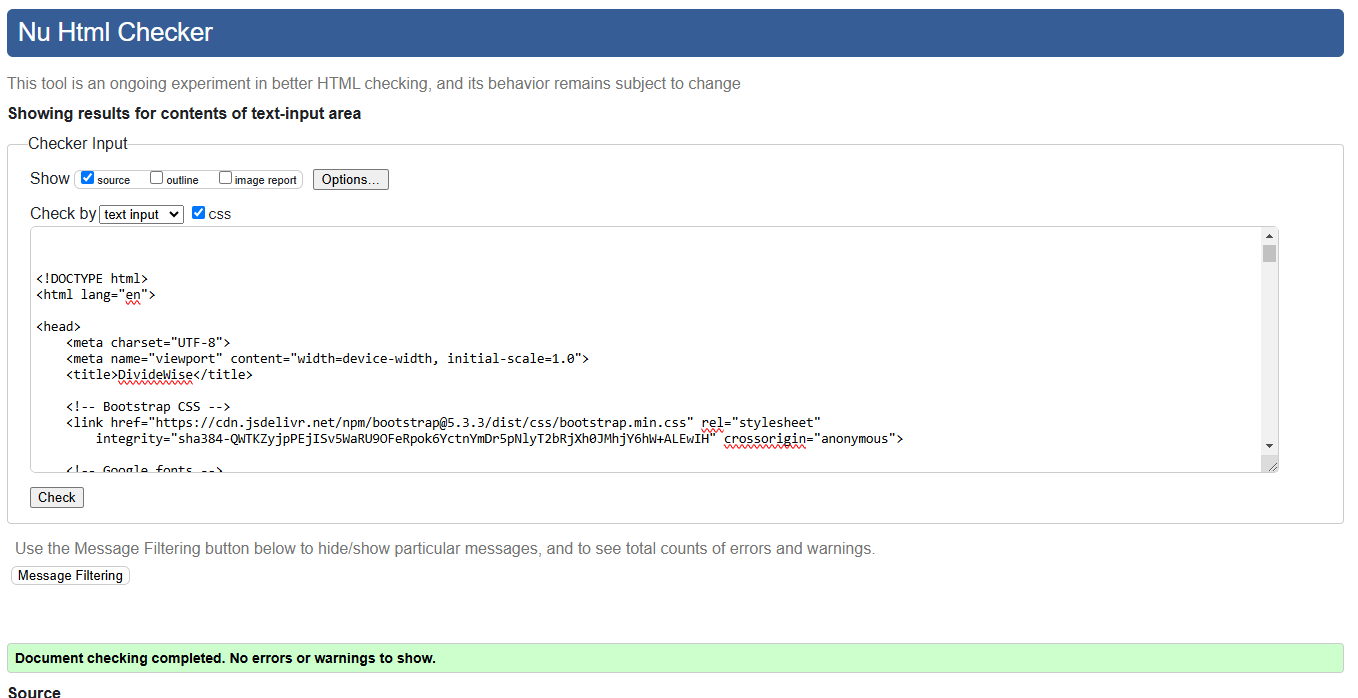 Nu Html Checker
This tool is an ongoing experiment in better HTML checking, and its behavior remains subject to change
Showing results for contents of text-input area
Checker Input
Show source outline image report Options...
Check by text input css
<!DOCTYPE html>
<html lang="en">
<head>
<meta charset="UTF-8">
<meta name="viewport" content="width=device-width, initial-scale=1.0">
<title>DivideWise</title>
<!-- Bootstrap CSS -->
<link href="https://cdn.jsdelivr.net/npm/bootstrap@5.3.3/dist/css/bootstrap.min.css" rel="stylesheet"
integrity="sha384-QWTKZyjpPEjISv5WaRU9OFeRpok6YctnYmDr5pNlyT2bRjXh0JMhjY6hW+ALEwIH" crossorigin="anonymous">
<!-- Google fonts -->
Check
Use the Message Filtering button below to hide/show particular messages, and to see total counts of errors and warnings.
Message Filtering
Document checking completed. No errors or warnings to show.
Source